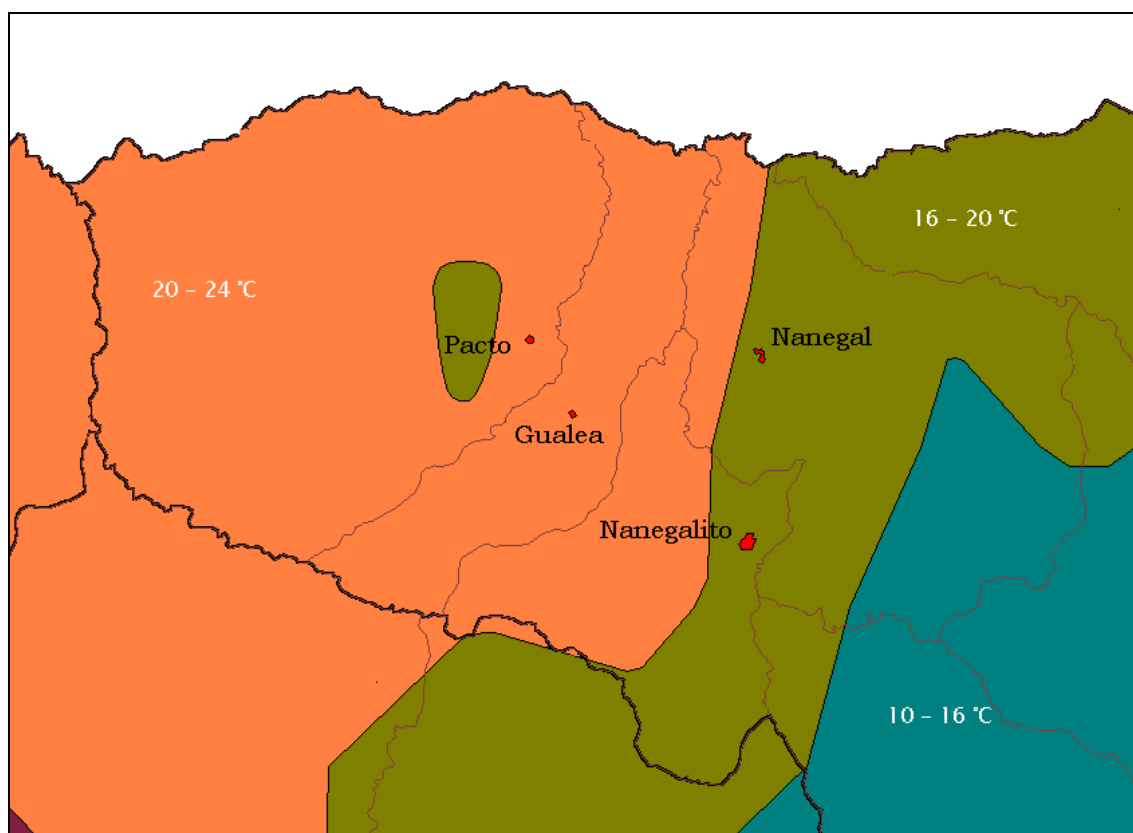 16 – 20 °C
20 – 24 °C
Pacto
Nanegal
Gualea
Nanegalito
10 – 16 °C